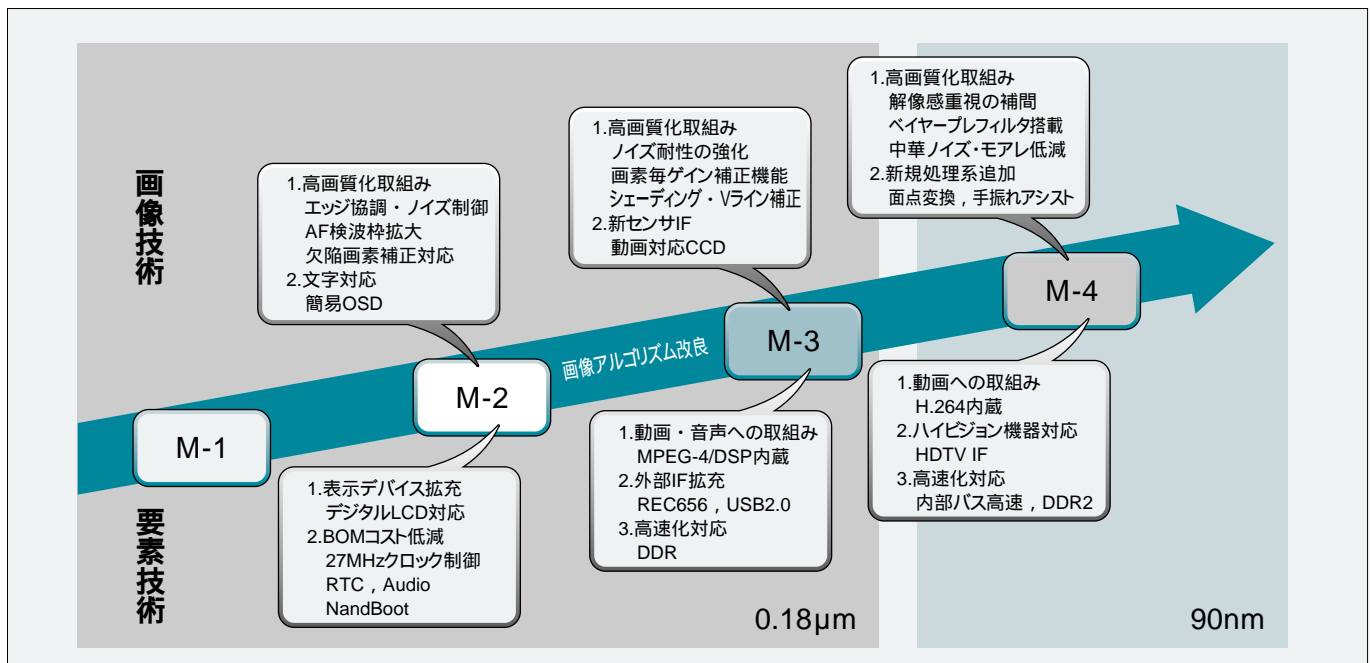 画像技術
1.高画質化取組み
エッジ協調・ノイズ制御
AF検波枠拡大
欠陥画素補正対応
2.文字対応
簡易OSD
1.高画質化取組み
ノイズ耐性の強化
画素毎ゲイン補正機能
シェーディング・Vライン補正
2.新センサIF
動画対応CCD
1.高画質化取組み
解像感重視の補間
ベイヤープレフィルタ搭載
中華ノイズ・モアレ低減
2.新規処理系追加
面点変換，手振れアシスト
M-1
M-2
画像アルゴリズム改良
M-3
M-4
要素技術
1.表示デバイス拡充
デジタルLCD対応
2.BOMコスト低減
27MHzクロック制御
RTC，Audio
NandBoot
1.動画・音声への取組み
MPEG-4/DSP内蔵
2.外部IF拡充
REC656，USB2.0
3.高速化対応
DDR
1.動画への取組み
H.264内蔵
2.ハイビジョン機器対応
HDTV IF
3.高速化対応
内部バス高速，DDR2
0.18μm
90nm